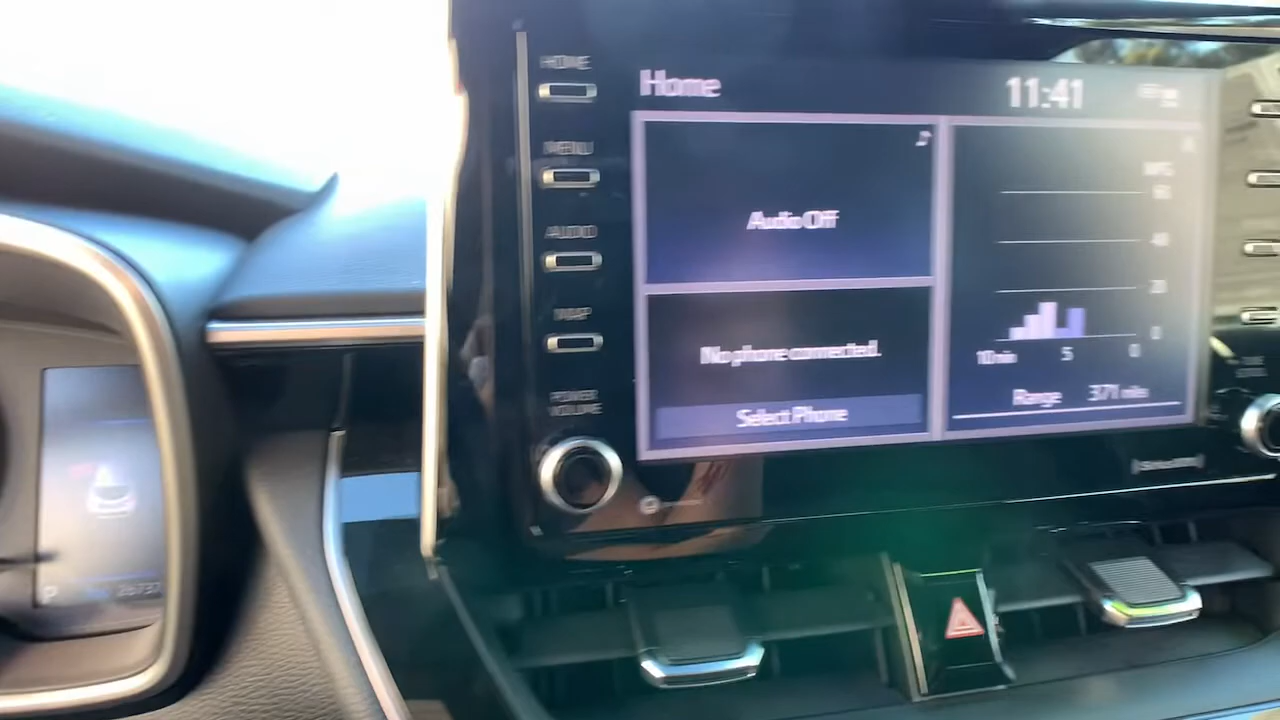 HOME
MENU
AUDIO
MAP
POWER
VOLUME
Home
11:41
Audio Off
No phone connected.
Select Phone
MPG
60
40
20
0
10min 5 0
Range 371 miles
P